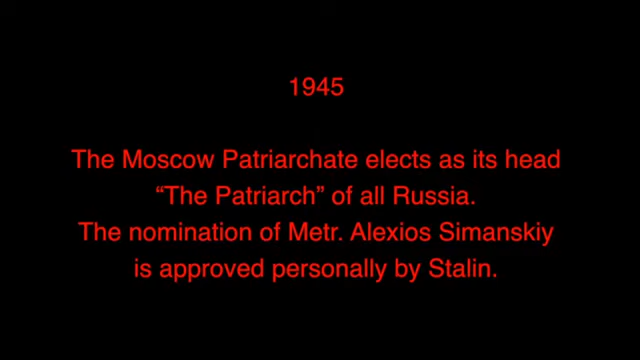 1945
The Moscow Patriarchate elects as its head
“The Patriarch” of all Russia.
The nomination of Metr. Alexios Simanskiy
is approved personally by Stalin.